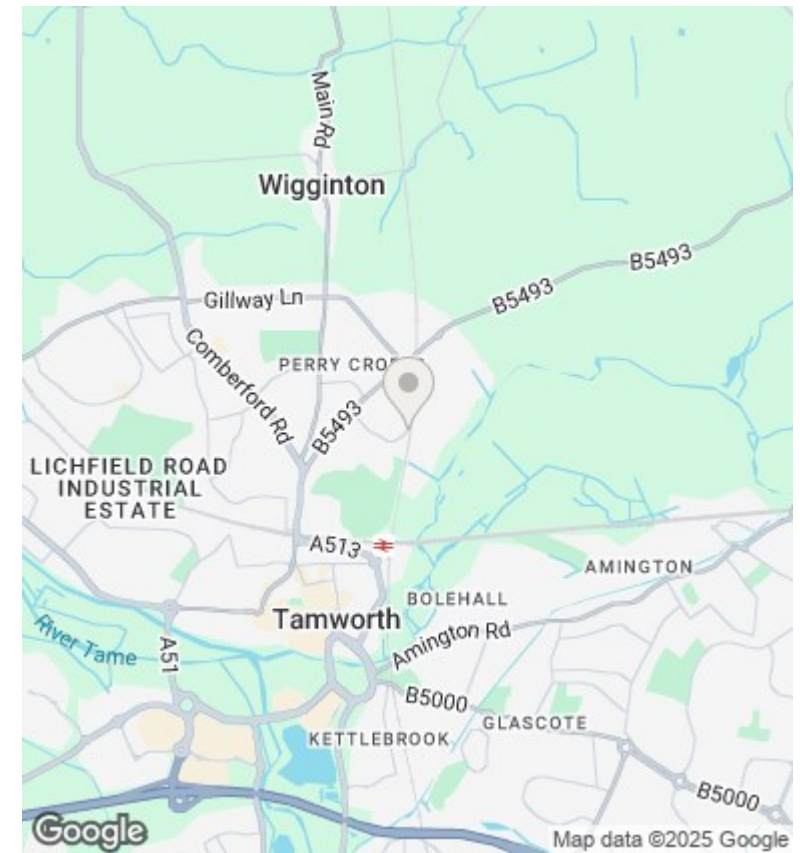 Main Rd
Wigginton
B5493
B5493
Gillway Ln
PERRY
Comberford Rd
B5493
LICHFIELD ROAD
INDUSTRIAL
ESTATE
A513
AMINGTON
BOLEHALL
Tamworth
Amington Rd
River Tame
A51
B5000
GLASCOTE
KETTLEBROOK
B5000
Google
Map data ©2025 Google